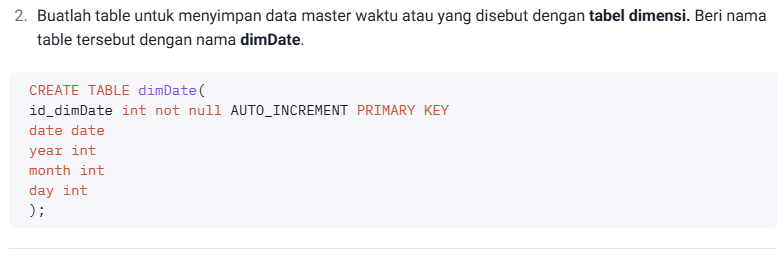 2. Buatlah table untuk menyimpan data master waktu atau yang disebut dengan tabel dimensi. Beri nama
table tersebut dengan nama dimDate.
CREATE TABLE dimDate(
id_dimDate int not null AUTO_INCREMENT PRIMARY KEY
date date
year int
month int
day int
);